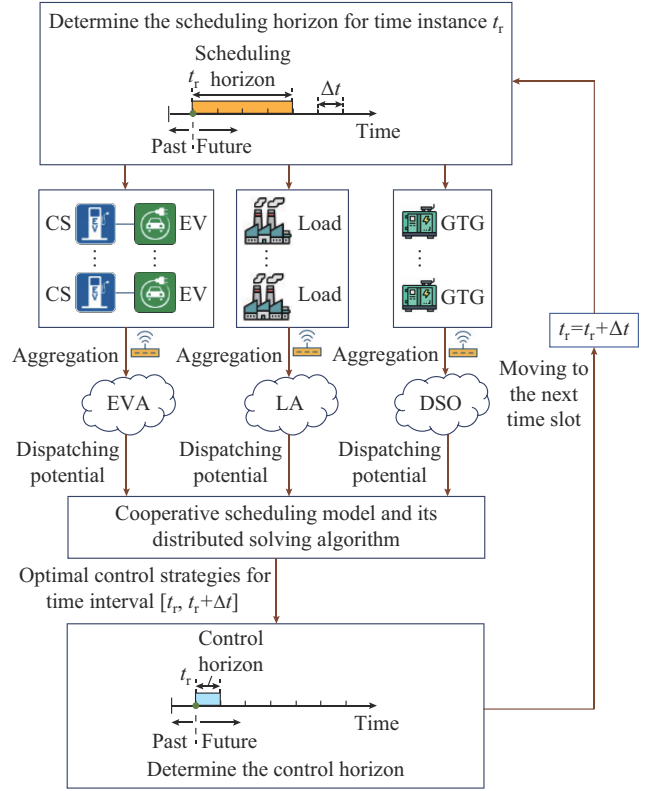 Determine the scheduling horizon for time instance tr
Scheduling
horizon
tr
Δt
Time
Past
Future
CS
EV
EV
Load
GTG
CS
EV
EV
Load
GTG
Aggregation
Aggregation
Aggregation
EVA
LA
DSO
tr=tr+Δt
Moving to
the next
time slot
Dispatching
potential
Dispatching
potential
Dispatching
potential
Cooperative scheduling model and its
distributed solving algorithm
Optimal control strategies for
time interval [tr, tr+Δt]
Control
horizon
tr
Time
Past
Future
Determine the control horizon